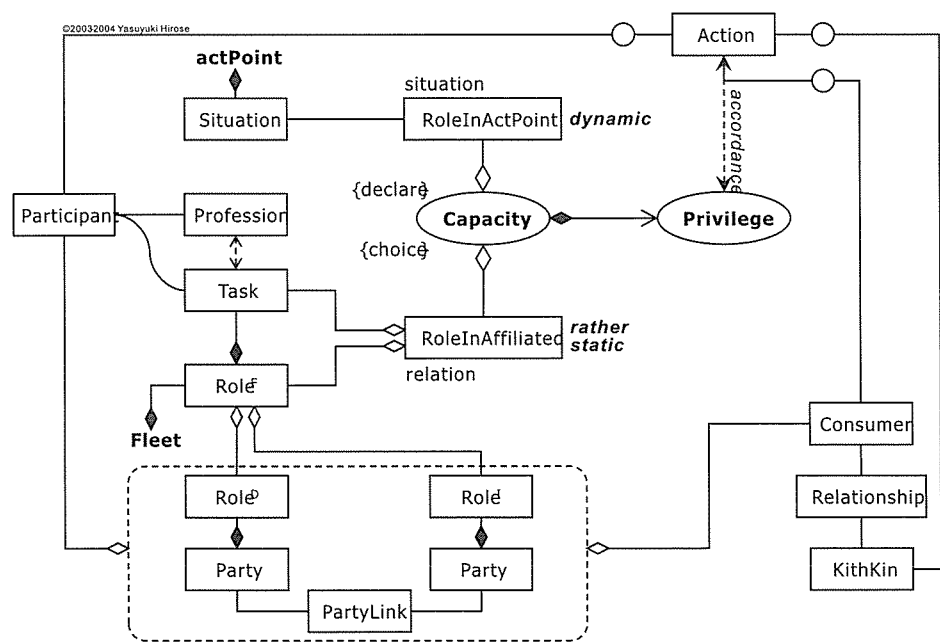 ©20032004 Yasuyuki Hirose
Action
actPoint
situation
Situation
RoleInActPoint
dynamic
accordance
{declare}
Participant
Profession
Capacity
Privilege
{choice}
Task
RoleInAffiliated
rather
static
relation
Role F
Fleet
Consumer
Role D
Role I
Relationship
Party
Party
KithKin
PartyLink